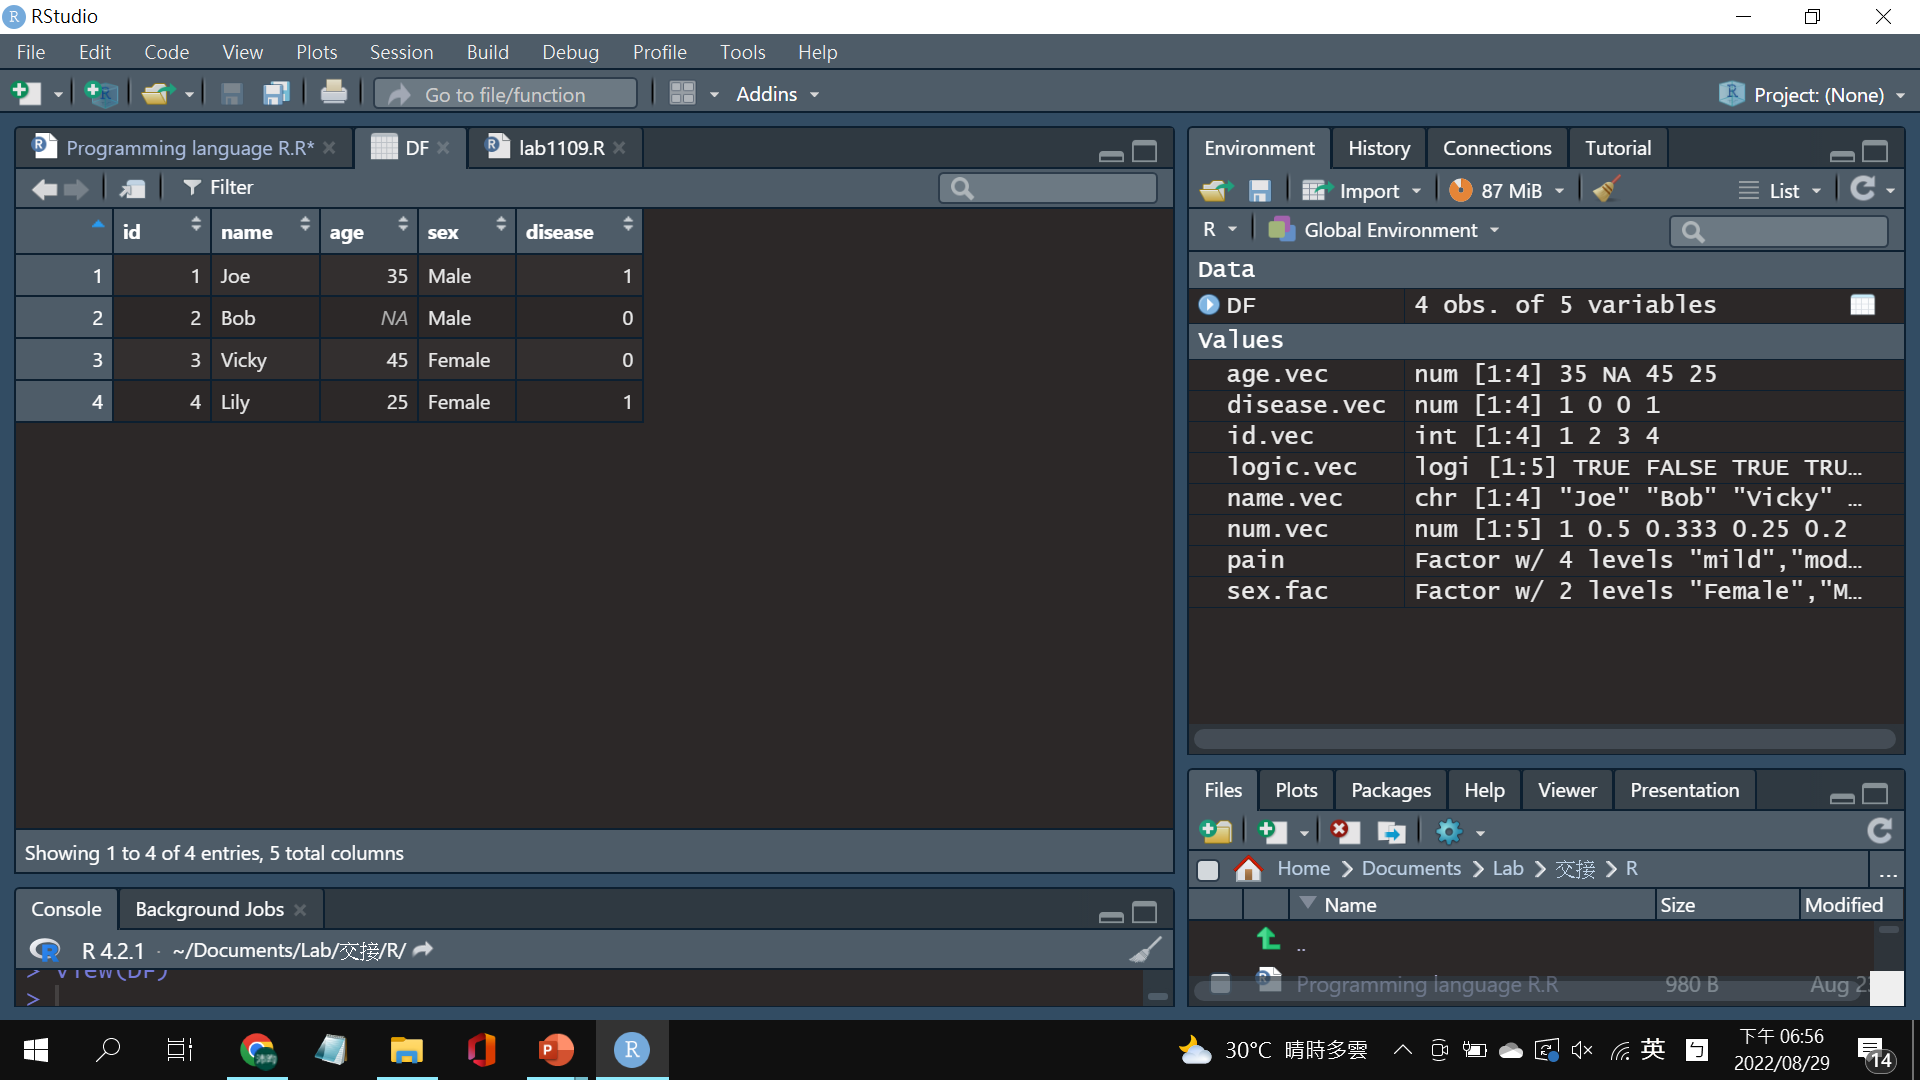 RStudio
File Edit Code View Plots Session Build Debug Profile Tools Help
Go to file/function Addins Project: (None)
Programming language R.R* DF lab1109.R
Filter
id name age sex disease
1 1 Joe 35 Male 1
2 2 Bob NA Male 0
3 3 Vicky 45 Female 0
4 4 Lily 25 Female 1
Showing 1 to 4 of 4 entries, 5 total columns
Console Background Jobs
R 4.2.1 · ~/Documents/Lab/交接/R/
> View(DF)
>
Environment History Connections Tutorial
Import 87 MiB List
R Global Environment
Data
DF 4 obs. of 5 variables
Values
age.vec num [1:4] 35 NA 45 25
disease.vec num [1:4] 1 0 0 1
id.vec int [1:4] 1 2 3 4
logic.vec logi [1:5] TRUE FALSE TRUE TRU…
name.vec chr [1:4] "Joe" "Bob" "Vicky" …
num.vec num [1:5] 1 0.5 0.333 0.25 0.2
pain Factor w/ 4 levels "mild","mod…
sex.fac Factor w/ 2 levels "Female","M…
Files Plots Packages Help Viewer Presentation
Home Documents Lab 交接 R ...
Name Size Modified
..
Programming language R.R 980 B Aug 2
30°C 晴時多雲 英 下午 06:56
2022/08/29 14